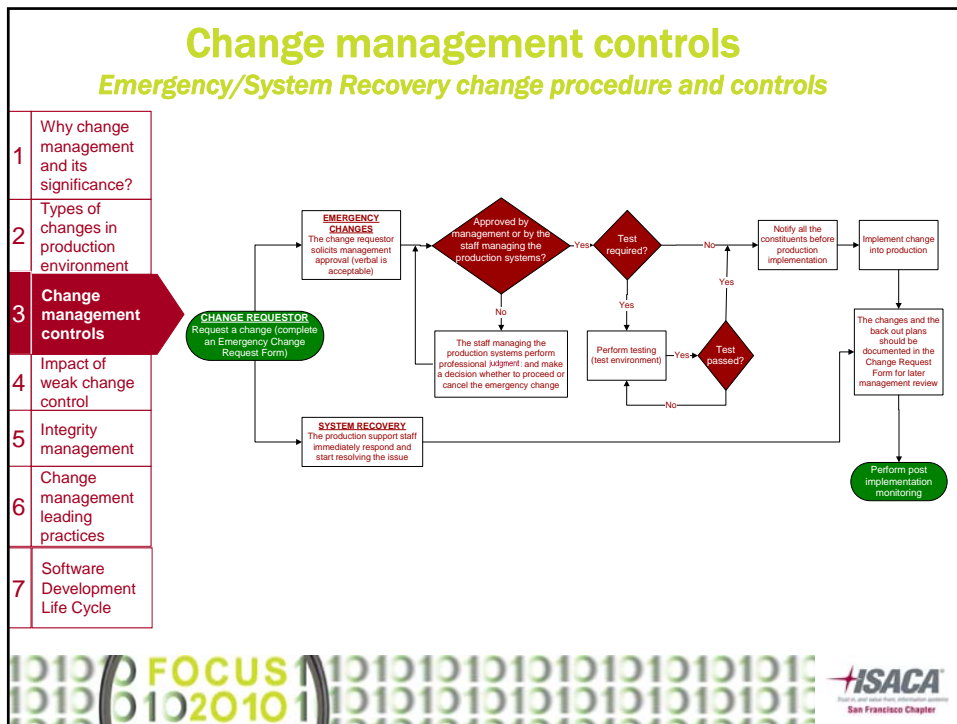 Change management controls
Emergency/System Recovery change procedure and controls
1
Why change
management
and its
significance?
2
Types of
changes in
production
environment
3
Change
management
controls
4
Impact of
weak change
control
5
Integrity
management
6
Change
management
leading
practices
7
Software
Development
Life Cycle
CHANGE REQUESTOR
Request a change (complete
an Emergency Change
Request Form)
EMERGENCY
CHANGES
The change requestor
solicits management
approval (verbal is
acceptable)
Approved by
management or by the
staff managing the
production systems?
Yes
No
The staff managing the
production systems perform
professional judgment; and make
a decision whether to proceed or
cancel the emergency change
Test
required?
No
Yes
Perform testing
(test environment)
Yes
Test
passed?
Yes
No
Notify all the
constituents before
production
implementation
Implement change
into production
The changes and the
back out plans
should be
documented in the
Change Request
Form for later
management review
SYSTEM RECOVERY
The production support staff
immediately respond and
start resolving the issue
Perform post
implementation
monitoring
FOCUS
2010
ISACA
Trust in, and value from, information systems
San Francisco Chapter